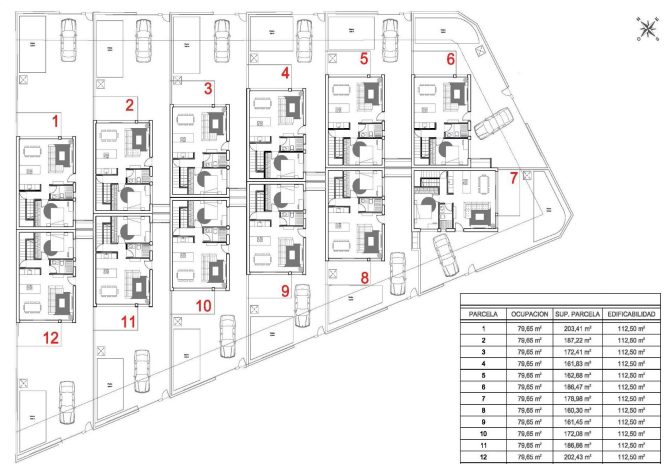 1
2
3
4
5
6
7
8
9
10
11
12
PARCELA OCUPACION SUP. PARCELA EDIFICABILIDAD
1 79,65 m² 203,41 m² 112,50 m²
2 79,65 m² 187,22 m² 112,50 m²
3 79,65 m² 172,41 m² 112,50 m²
4 79,65 m² 161,83 m² 112,50 m²
5 79,65 m² 162,68 m² 112,50 m²
6 79,65 m² 186,47 m² 112,50 m²
7 79,65 m² 178,98 m² 112,50 m²
8 79,65 m² 160,30 m² 112,50 m²
9 79,65 m² 161,45 m² 112,50 m²
10 79,65 m² 172,08 m² 112,50 m²
11 79,65 m² 186,66 m² 112,50 m²
12 79,65 m² 202,43 m² 112,50 m²